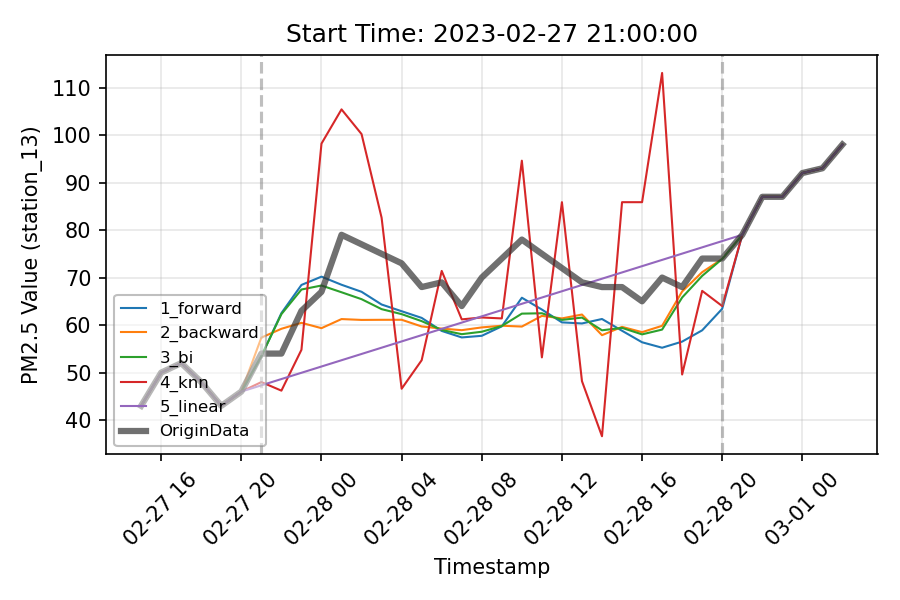 Start Time: 2023-02-27 21:00:00
PM2.5 Value (station_13)
110
100
90
80
70
60
50
40
1_forward
2_backward
3_bi
4_knn
5_linear
OriginData
02-27 16
02-27 20
02-28 00
02-28 04
02-28 08
02-28 12
02-28 16
02-28 20
03-01 00
Timestamp